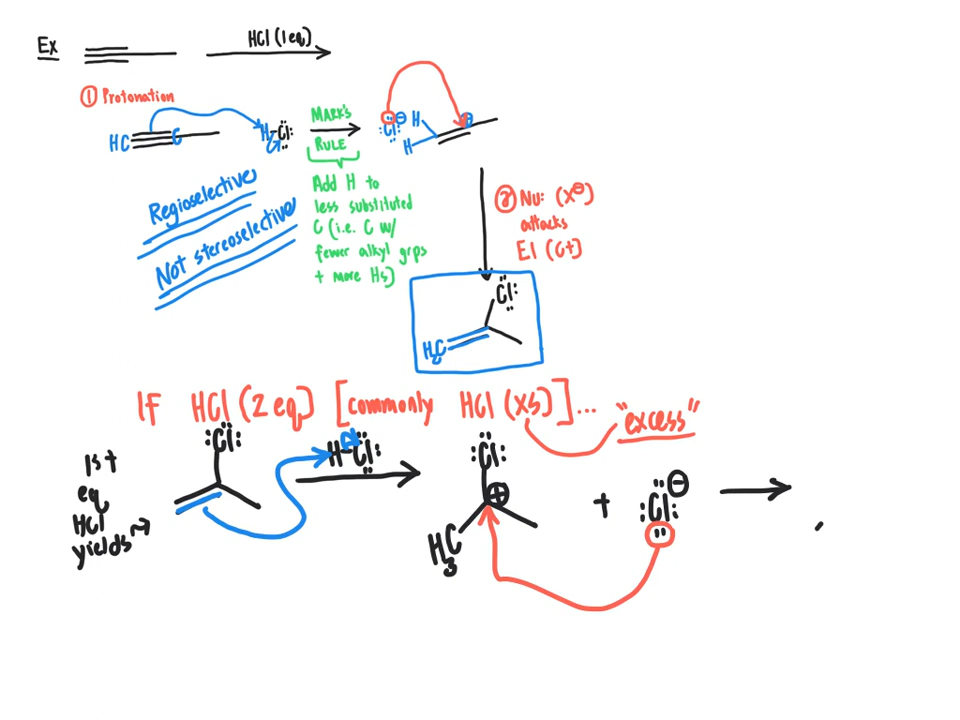 Ex HCl (1 eq)
① Protonation
HC≡C H-Cl:
MARK'S
RULE
Add H to
less substituted
C (i.e. C w/
fewer alkyl grps
+ more Hs)
:Cl:⊖ H ⊕
H
Regioselective
Not stereoselective
② Nu: (X⊖)
attacks
El (C+)
Cl:
H₂C
IF HCl (2 eq) [commonly HCl (xs)]... "excess"
1st
eq
HCl
yields
:Cl: H-Cl: :Cl: ⊕ + :Cl: ⊖
H₃C